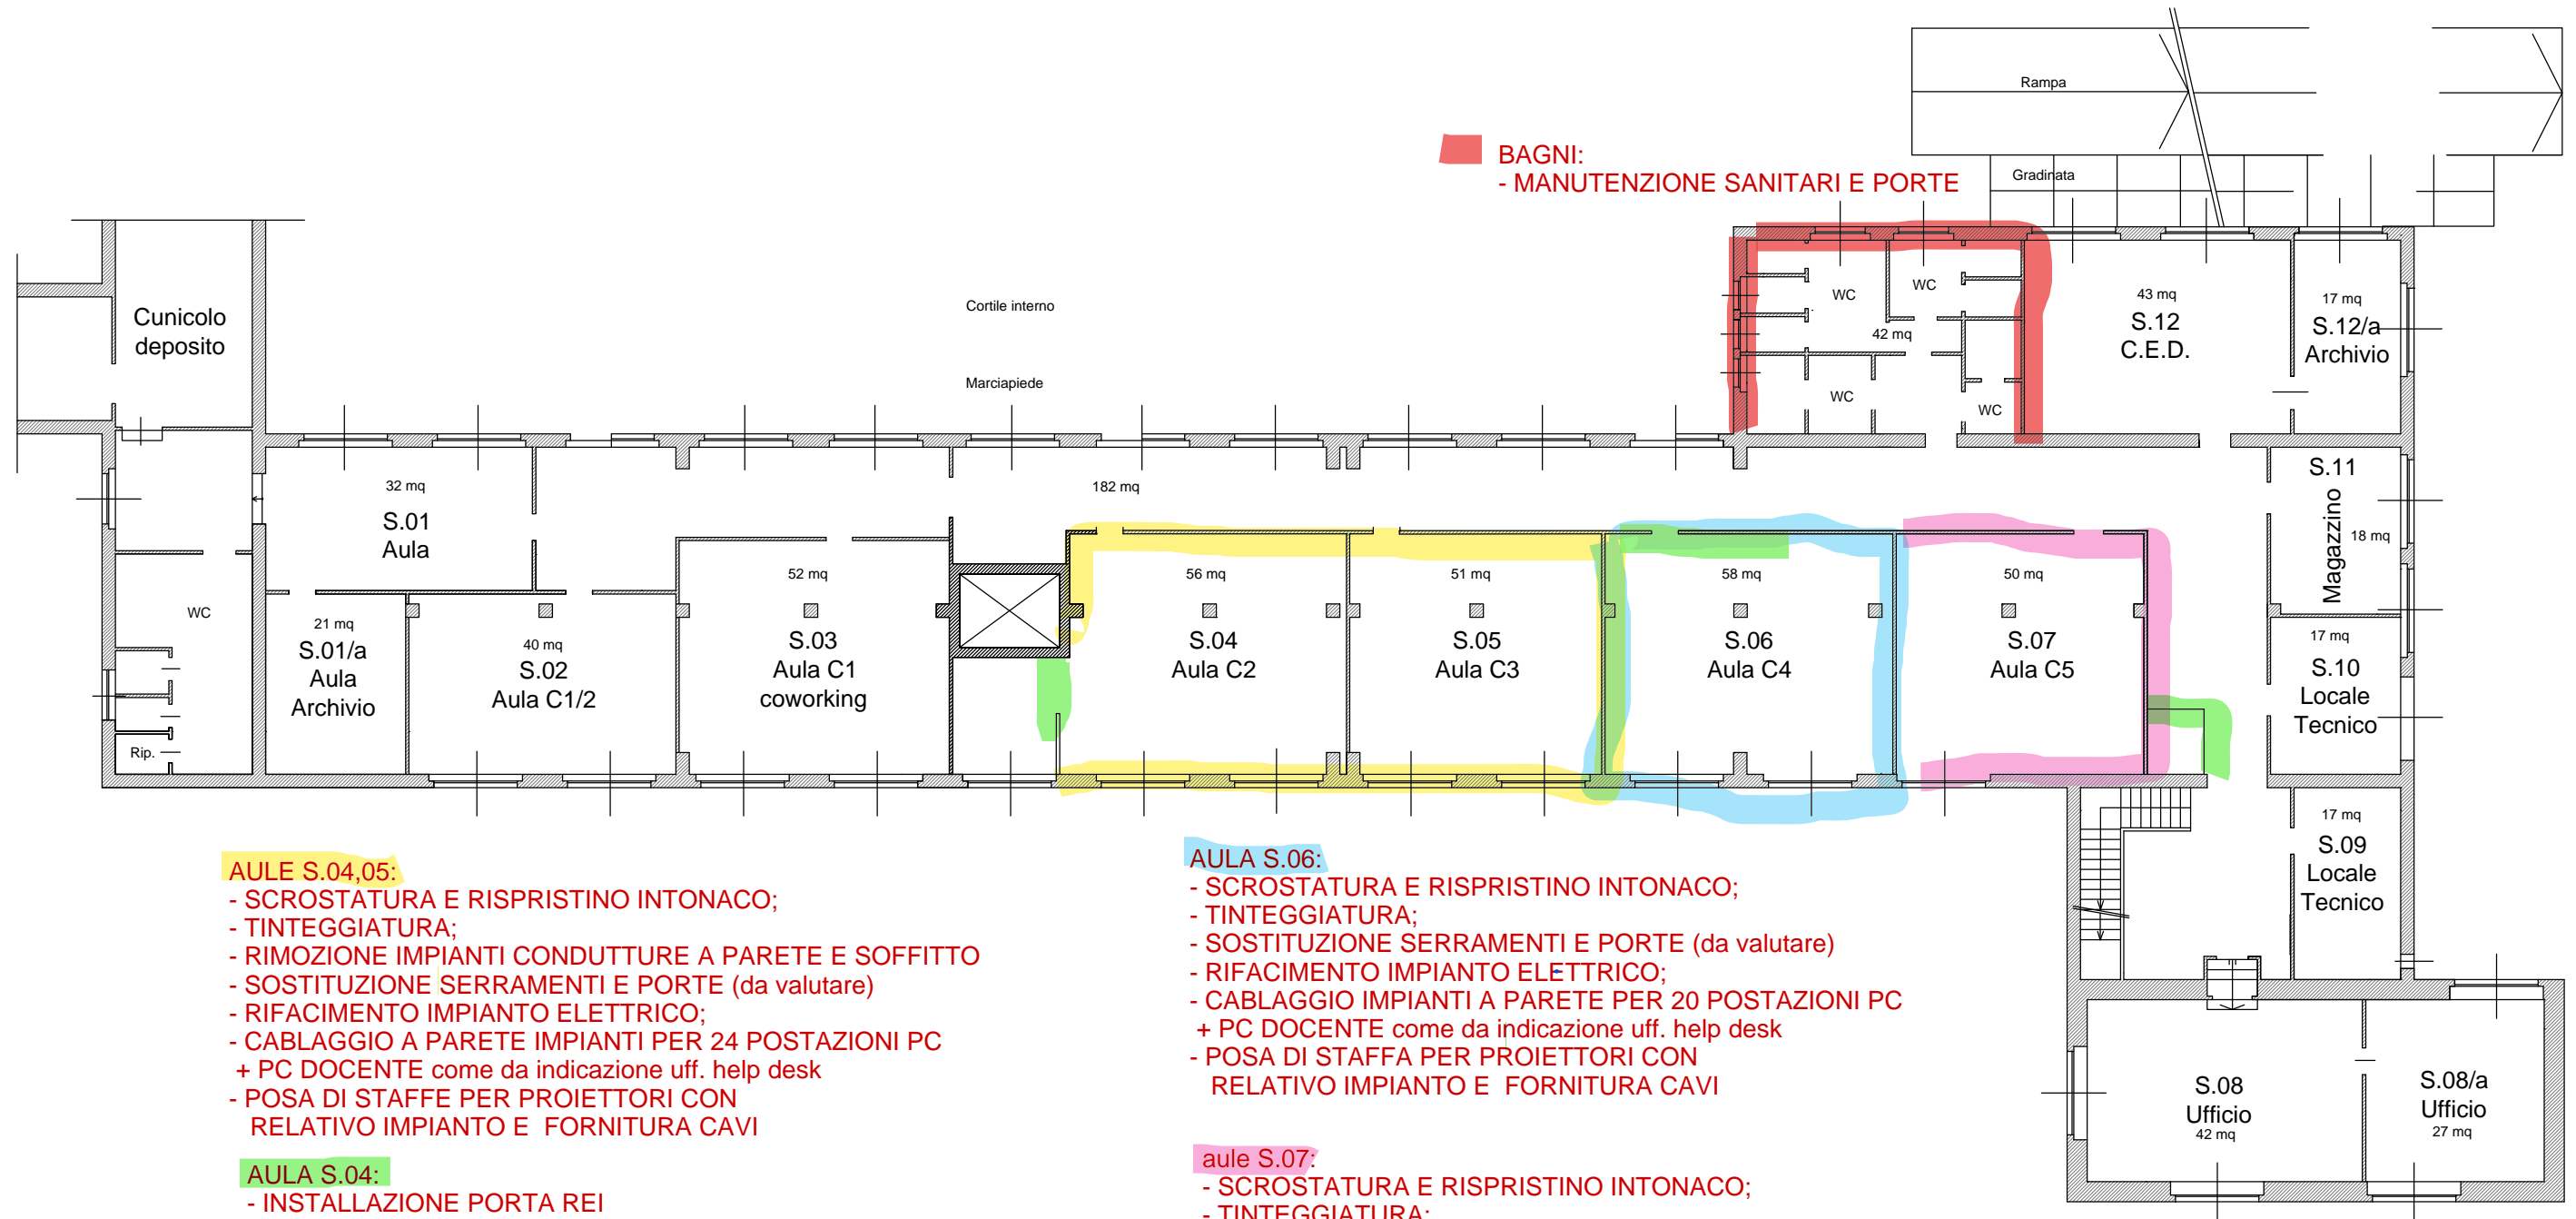 Rampa
BAGNI:
- MANUTENZIONE SANITARI E PORTE
Gradinata
Cunicolo
deposito
Cortile interno
Marciapiede
WC
WC
42 mq
WC
WC
43 mq
S.12
C.E.D.
17 mq
S.12/a
Archivio
32 mq
S.01
Aula
182 mq
S.11
Magazzino
18 mq
WC
Rip.
21 mq
S.01/a
Aula
Archivio
40 mq
S.02
Aula C1/2
52 mq
S.03
Aula C1
coworking
56 mq
S.04
Aula C2
51 mq
S.05
Aula C3
58 mq
S.06
Aula C4
50 mq
S.07
Aula C5
17 mq
S.10
Locale
Tecnico
17 mq
S.09
Locale
Tecnico
S.08
Ufficio
42 mq
S.08/a
Ufficio
27 mq
AULE S.04,05:
- SCROSTATURA E RISPRISTINO INTONACO;
- TINTEGGIATURA;
- RIMOZIONE IMPIANTI CONDUTTURE A PARETE E SOFFITTO
- SOSTITUZIONE SERRAMENTI E PORTE (da valutare)
- RIFACIMENTO IMPIANTO ELETTRICO;
- CABLAGGIO A PARETE IMPIANTI PER 24 POSTAZIONI PC
+ PC DOCENTE come da indicazione uff. help desk
- POSA DI STAFFE PER PROIETTORI CON
RELATIVO IMPIANTO E FORNITURA CAVI
AULA S.04:
- INSTALLAZIONE PORTA REI
AULA S.06:
- SCROSTATURA E RISPRISTINO INTONACO;
- TINTEGGIATURA;
- SOSTITUZIONE SERRAMENTI E PORTE (da valutare)
- RIFACIMENTO IMPIANTO ELETTRICO;
- CABLAGGIO IMPIANTI A PARETE PER 20 POSTAZIONI PC
+ PC DOCENTE come da indicazione uff. help desk
- POSA DI STAFFA PER PROIETTORI CON
RELATIVO IMPIANTO E FORNITURA CAVI
aule S.07:
- SCROSTATURA E RISPRISTINO INTONACO;
- TINTEGGIATURA;